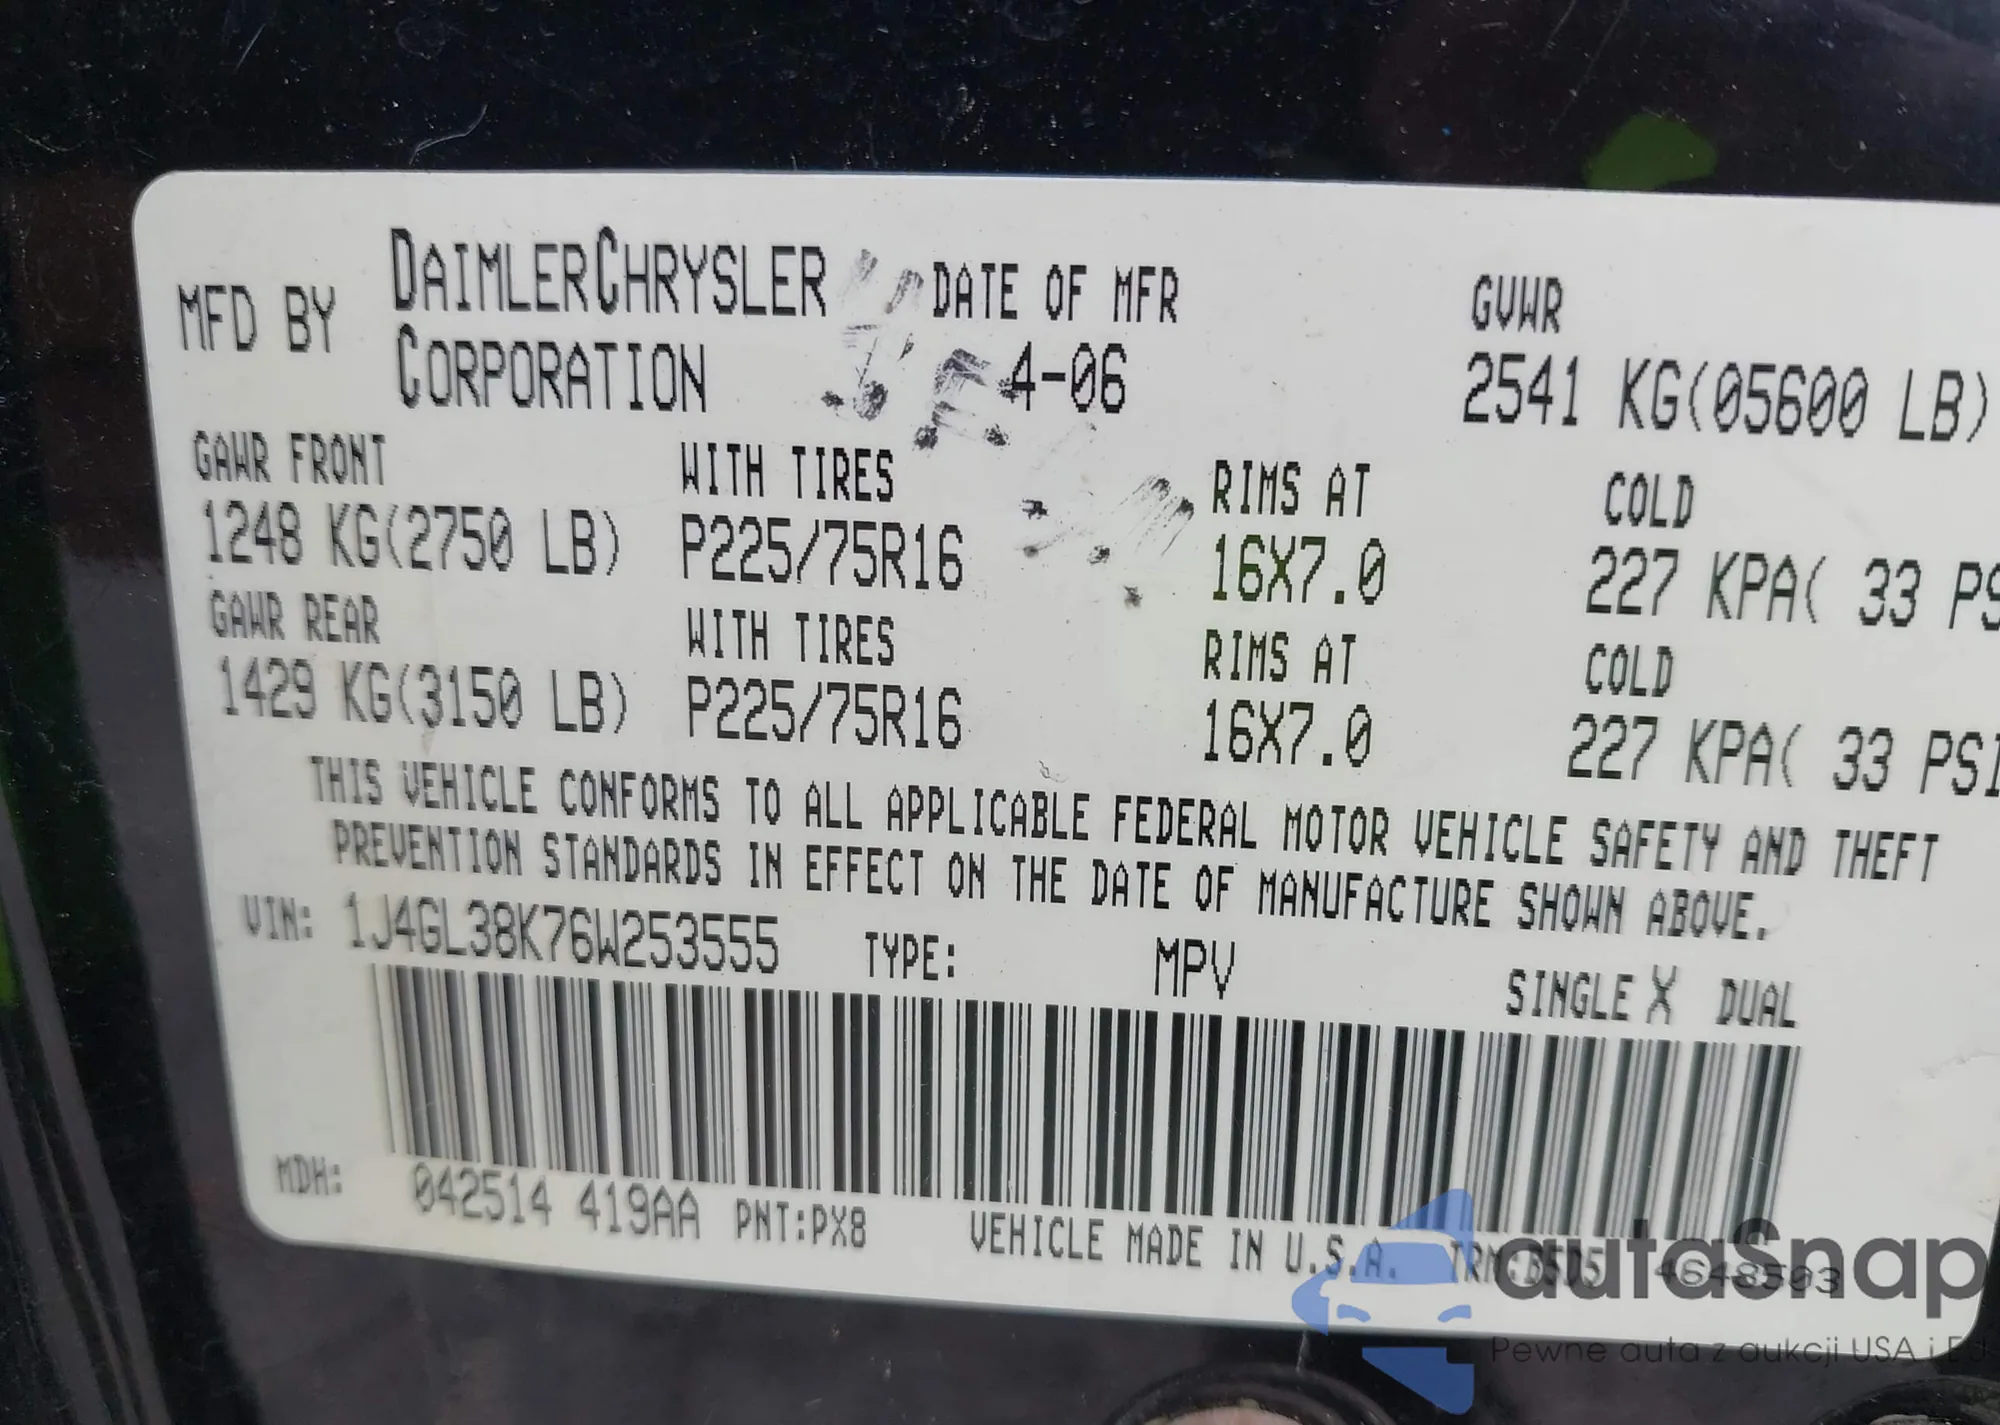 MFD BY DAIMLERCHRYSLER CORPORATION DATE OF MFR 4-06 GVWR 2541 KG(05600 LB)
GAWR FRONT WITH TIRES RIMS AT COLD
1248 KG(2750 LB) P225/75R16 16X7.0 227 KPA( 33 PS
GAWR REAR WITH TIRES RIMS AT COLD
1429 KG(3150 LB) P225/75R16 16X7.0 227 KPA( 33 PSI
THIS VEHICLE CONFORMS TO ALL APPLICABLE FEDERAL MOTOR VEHICLE SAFETY AND THEFT
PREVENTION STANDARDS IN EFFECT ON THE DATE OF MANUFACTURE SHOWN ABOVE.
VIN: 1J4GL38K76W253555 TYPE: MPV SINGLE X DUAL
MDH: 042514 419AA PNT:PX8 VEHICLE MADE IN U.S.A. TRM:B5D5 4648503
autaSnap
Pewne auta z aukcji USA i EU